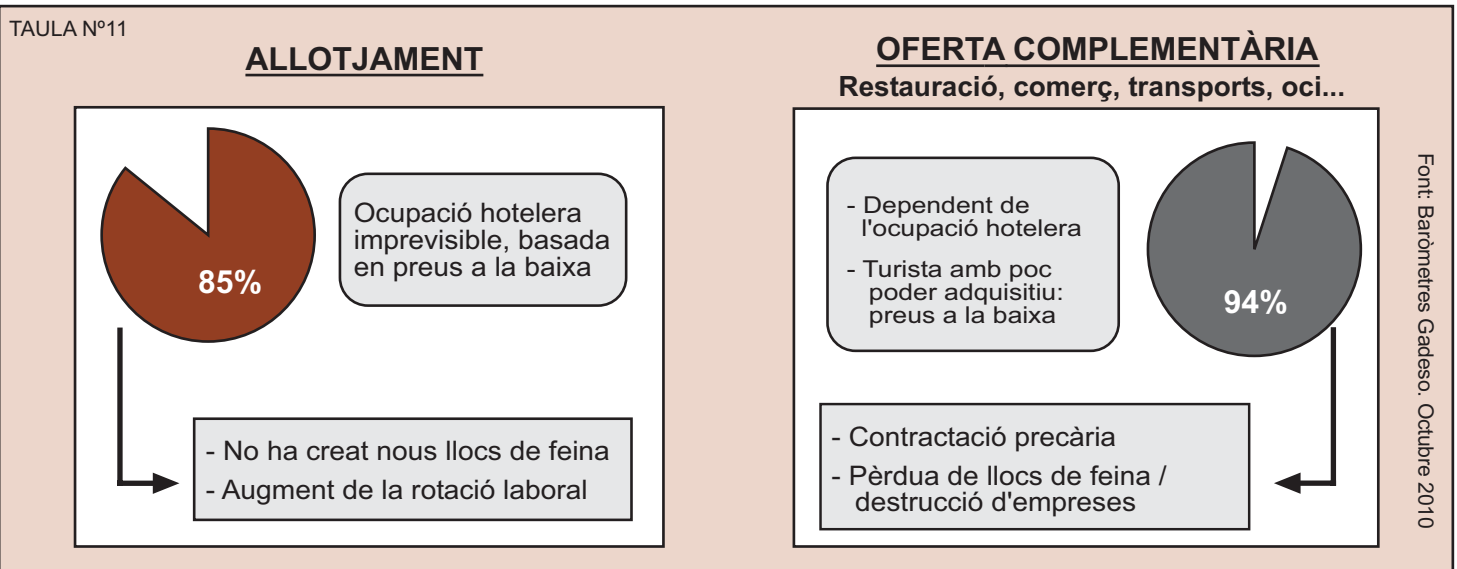 TAULA Nº11
ALLOTJAMENT
85%
Ocupació hotelera
imprevisible, basada
en preus a la baixa
- No ha creat nous llocs de feina
- Augment de la rotació laboral
OFERTA COMPLEMENTÀRIA
Restauració, comerç, transports, oci...
- Dependent de
l'ocupació hotelera
- Turista amb poc
poder adquisitiu:
preus a la baixa
94%
- Contractació precària
- Pèrdua de llocs de feina /
destrucció d'empreses
Font: Baròmetres Gadeso. Octubre 2010